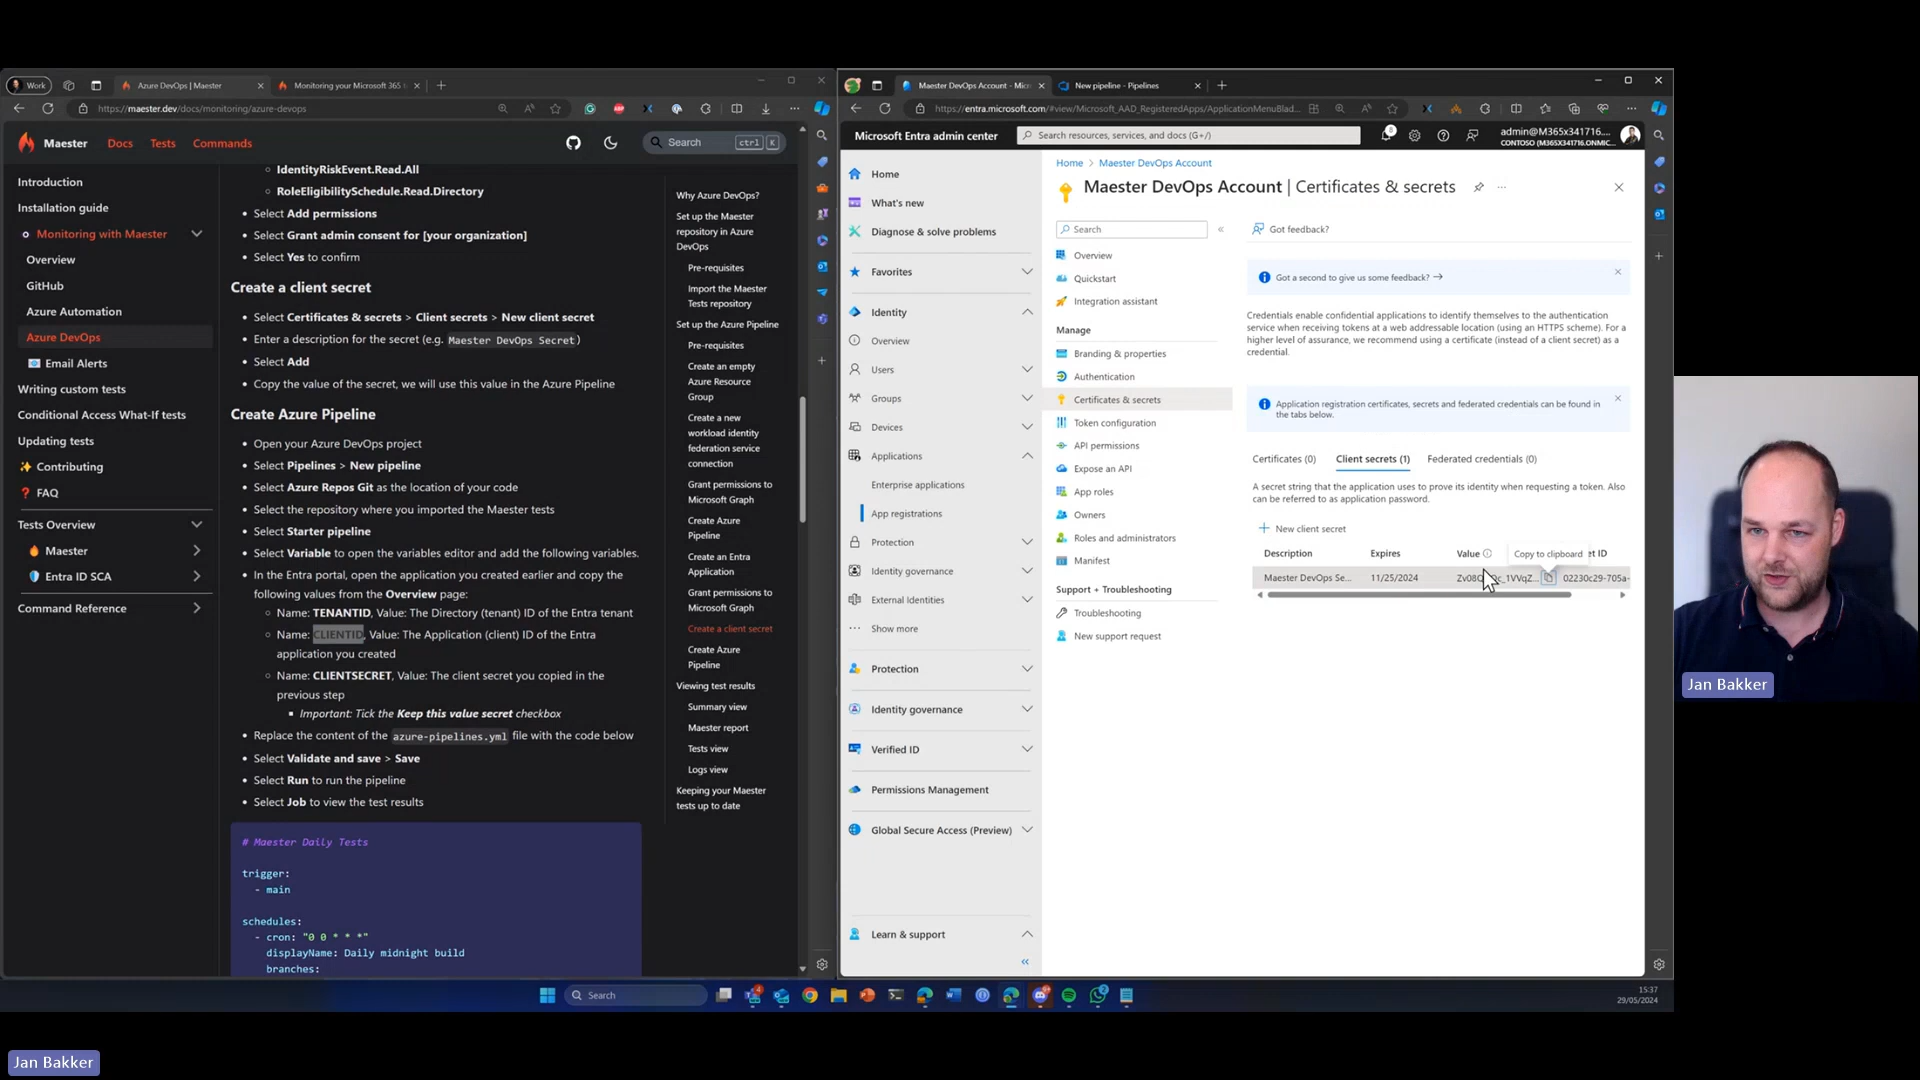 Work
Azure DevOps | Maester
Monitoring your Microsoft 365
https://maester.dev/docs/monitoring/azure-devops
Maester
Docs
Tests
Commands
Search
ctrl
K
Introduction
Installation guide
Monitoring with Maester
Overview
GitHub
Azure Automation
Azure DevOps
Email Alerts
Writing custom tests
Conditional Access What-If tests
Updating tests
Contributing
FAQ
Tests Overview
Maester
Entra ID SCA
Command Reference
IdentityRiskEvent.Read.All
RoleEligibilitySchedule.Read.Directory
Select Add permissions
Select Grant admin consent for [your organization]
Select Yes to confirm
Create a client secret
Select Certificates & secrets > Client secrets > New client secret
Enter a description for the secret (e.g. Maester DevOps Secret)
Select Add
Copy the value of the secret, we will use this value in the Azure Pipeline
Create Azure Pipeline
Open your Azure DevOps project
Select Pipelines > New pipeline
Select Azure Repos Git as the location of your code
Select the repository where you imported the Maester tests
Select Starter pipeline
Select Variable to open the variables editor and add the following variables.
In the Entra portal, open the application you created earlier and copy the
following values from the Overview page:
Name: TENANTID, Value: The Directory (tenant) ID of the Entra tenant
Name: CLIENTID, Value: The Application (client) ID of the Entra
application you created
Name: CLIENTSECRET, Value: The client secret you copied in the
previous step
Important: Tick the Keep this value secret checkbox
Replace the content of the azure-pipelines.yml file with the code below
Select Validate and save > Save
Select Run to run the pipeline
Select Job to view the test results
# Maester Daily Tests
trigger:
- main
schedules:
- cron: "0 0 * * *"
displayName: Daily midnight build
branches:
Why Azure DevOps?
Set up the Maester
repository in Azure
DevOps
Pre-requisites
Import the Maester
Tests repository
Set up the Azure Pipeline
Pre-requisites
Create an empty
Azure Resource
Group
Create a new
workload identity
federation service
connection
Grant permissions to
Microsoft Graph
Create Azure
Pipeline
Create an Entra
Application
Grant permissions to
Microsoft Graph
Create a client secret
Create Azure
Pipeline
Viewing test results
Summary view
Maester report
Tests view
Logs view
Keeping your Maester
tests up to date
Maester DevOps Account - Micr
New pipeline - Pipelines
https://entra.microsoft.com/#view/Microsoft_AAD_RegisteredApps/ApplicationMenuBlad...
Microsoft Entra admin center
Search resources, services, and docs (G+/)
admin@M365x341716....
CONTOSO (M365X341716.ONMIC...
Home
What's new
Diagnose & solve problems
Favorites
Identity
Overview
Users
Groups
Devices
Applications
Enterprise applications
App registrations
Protection
Identity governance
External Identities
Show more
Protection
Identity governance
Verified ID
Permissions Management
Global Secure Access (Preview)
Learn & support
Home > Maester DevOps Account
Maester DevOps Account | Certificates & secrets
Search
Overview
Quickstart
Integration assistant
Manage
Branding & properties
Authentication
Certificates & secrets
Token configuration
API permissions
Expose an API
App roles
Owners
Roles and administrators
Manifest
Support + Troubleshooting
Troubleshooting
New support request
Got feedback?
Got a second to give us some feedback?
Credentials enable confidential applications to identify themselves to the authentication
service when receiving tokens at a web addressable location (using an HTTPS scheme). For a
higher level of assurance, we recommend using a certificate (instead of a client secret) as a
credential.
Application registration certificates, secrets and federated credentials can be found in
the tabs below.
Certificates (0)
Client secrets (1)
Federated credentials (0)
A secret string that the application uses to prove its identity when requesting a token. Also
can be referred to as application password.
New client secret
Description
Expires
Value
Copy to clipboard
et ID
Maester DevOps Se...
11/25/2024
02230c29-705a-
Search
15:37
29/05/2024
Jan Bakker
Jan Bakker